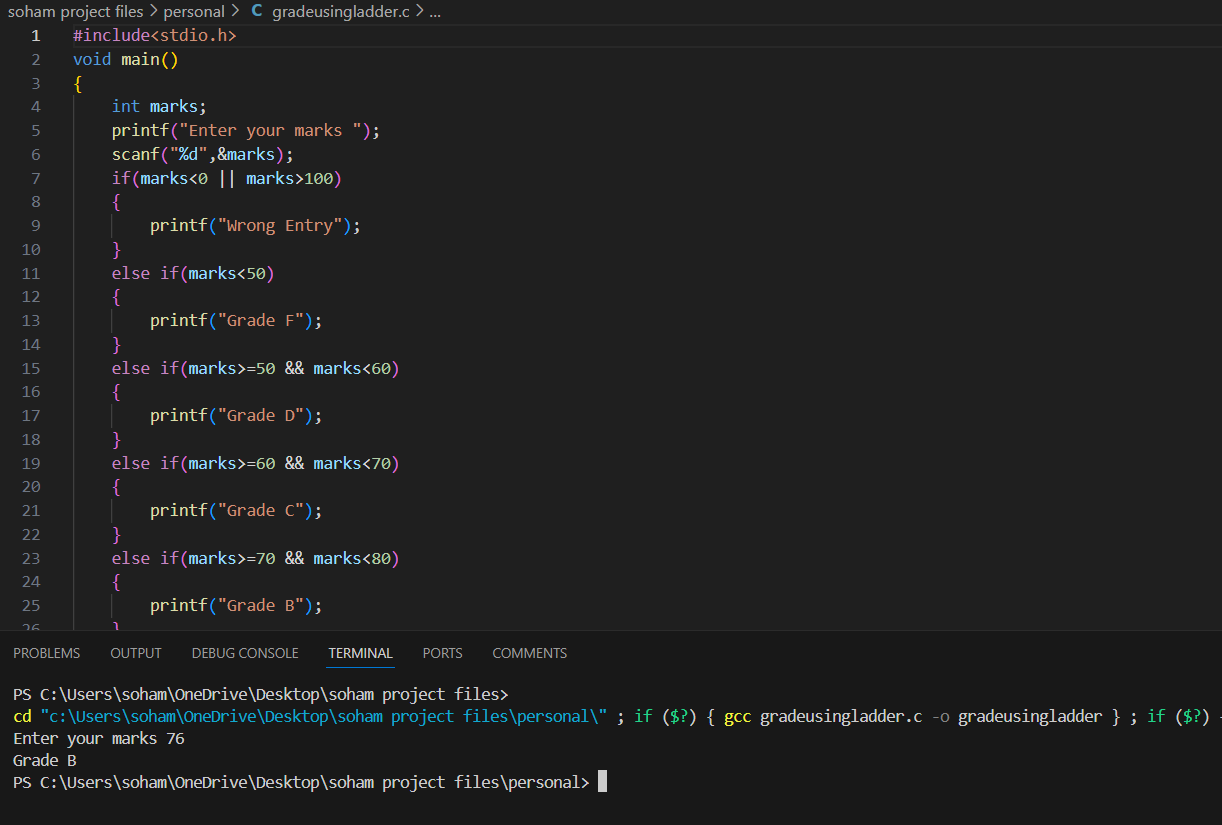 soham project files > personal > C gradeusingladder.c > ...
1 #include<stdio.h>
2 void main()
3 {
4 int marks;
5 printf("Enter your marks ");
6 scanf("%d",&marks);
7 if(marks<0 || marks>100)
8 {
9 printf("Wrong Entry");
10 }
11 else if(marks<50)
12 {
13 printf("Grade F");
14 }
15 else if(marks>=50 && marks<60)
16 {
17 printf("Grade D");
18 }
19 else if(marks>=60 && marks<70)
20 {
21 printf("Grade C");
22 }
23 else if(marks>=70 && marks<80)
24 {
25 printf("Grade B");
26 }
PROBLEMS OUTPUT DEBUG CONSOLE TERMINAL PORTS COMMENTS
PS C:\Users\soham\OneDrive\Desktop\soham project files>
cd "c:\Users\soham\OneDrive\Desktop\soham project files\personal\" ; if ($?) { gcc gradeusingladder.c -o gradeusingladder } ; if ($?)
Enter your marks 76
Grade B
PS C:\Users\soham\OneDrive\Desktop\soham project files\personal>